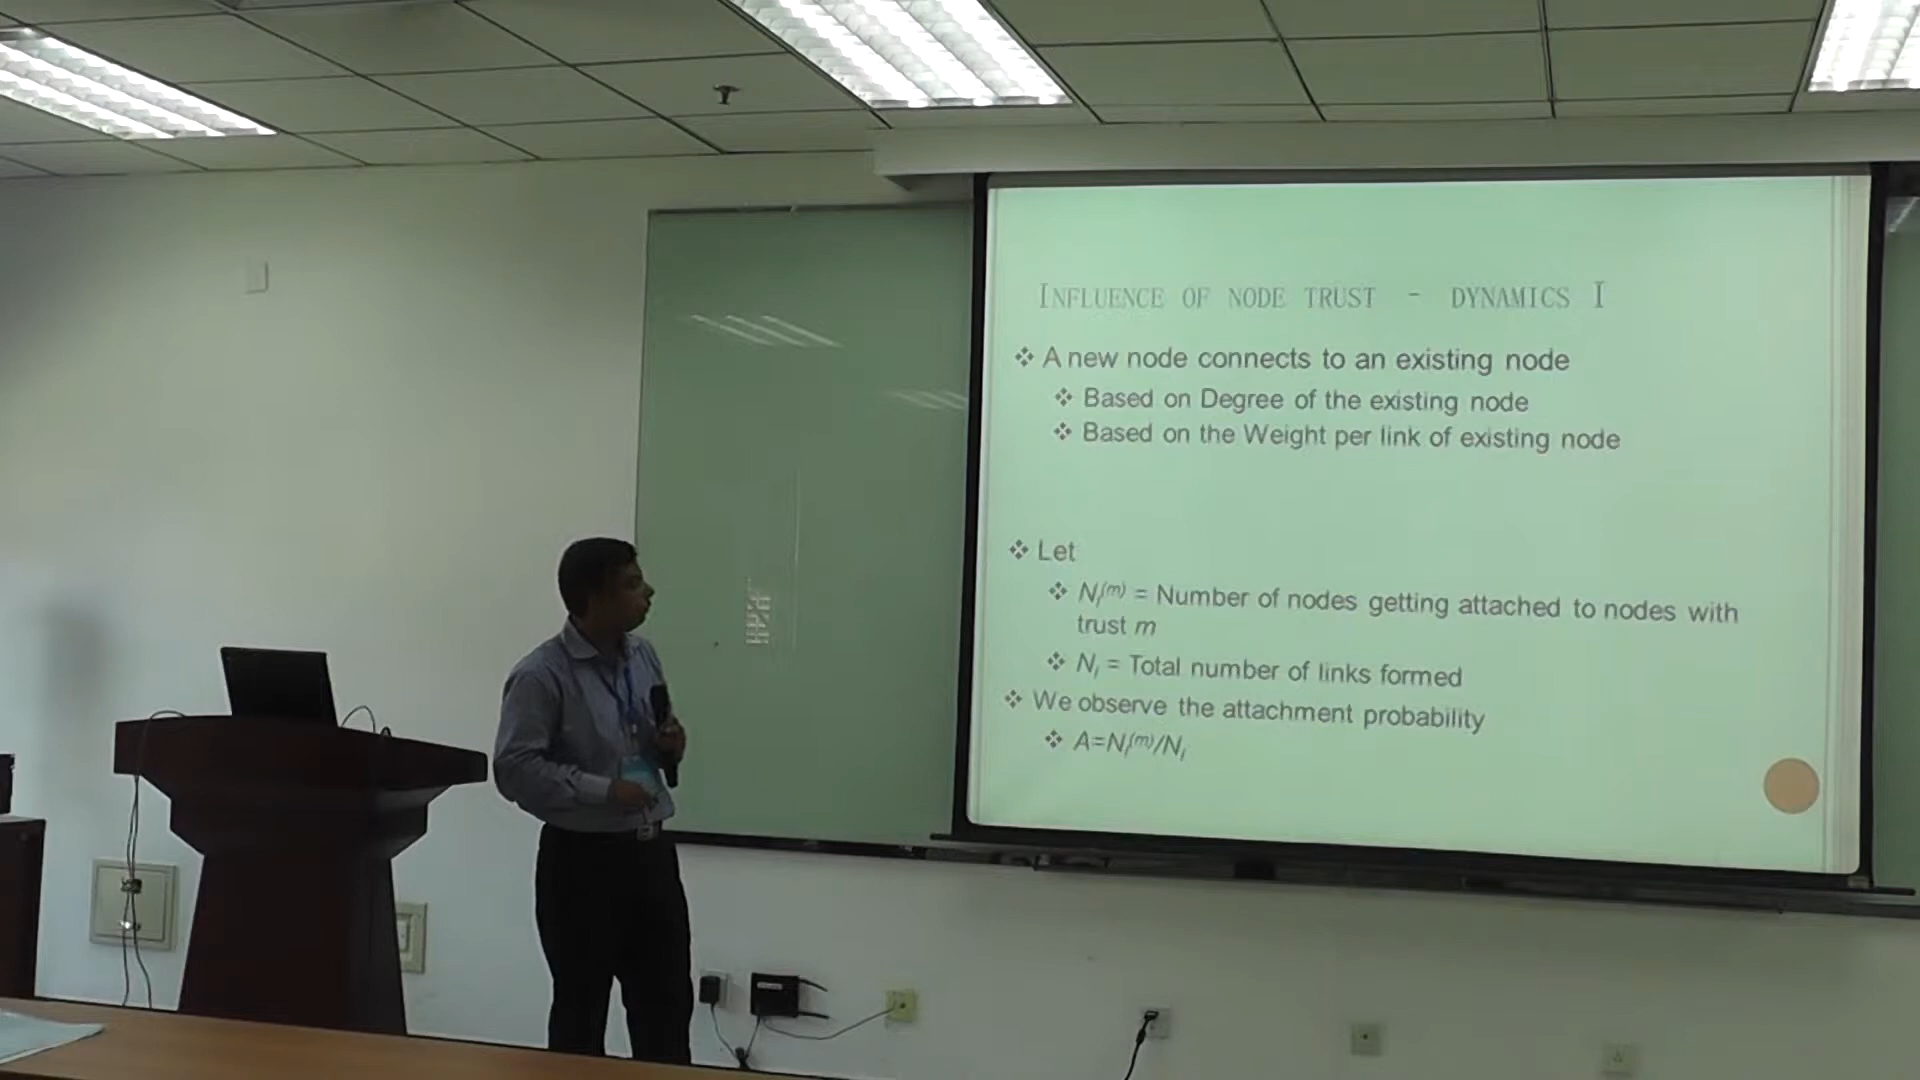 INFLUENCE OF NODE TRUST - DYNAMICS I
❖ A new node connects to an existing node
❖ Based on Degree of the existing node
❖ Based on the Weight per link of existing node
❖ Let
❖ Nₗ⁽ᵐ⁾ = Number of nodes getting attached to nodes with
trust m
❖ Nₗ = Total number of links formed
❖ We observe the attachment probability
❖ A=Nₗ⁽ᵐ⁾/Nₗ